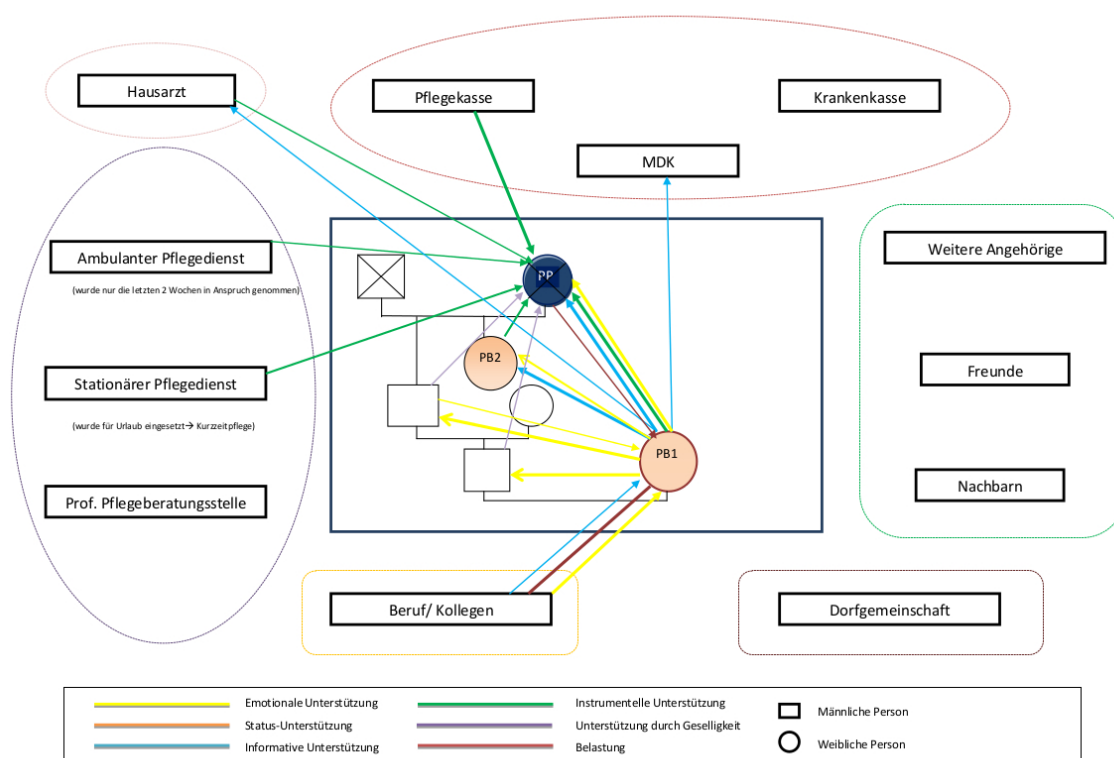 Hausarzt
Pflegekasse
Krankenkasse
MDK
Ambulanter Pflegedienst
(wurde nur die letzten 2 Wochen in Anspruch genommen)
Weitere Angehörige
PP
PB2
Stationärer Pflegedienst
(wurde für Urlaub eingesetzt→ Kurzzeitpflege)
Freunde
PB1
Prof. Pflegeberatungsstelle
Nachbarn
Beruf/ Kollegen
Dorfgemeinschaft
Emotionale Unterstützung
Instrumentelle Unterstützung
Männliche Person
Status-Unterstützung
Unterstützung durch Geselligkeit
Informative Unterstützung
Belastung
Weibliche Person